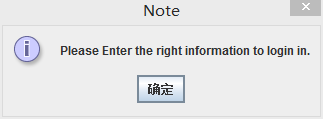 Note
Please Enter the right information to login in.
确定